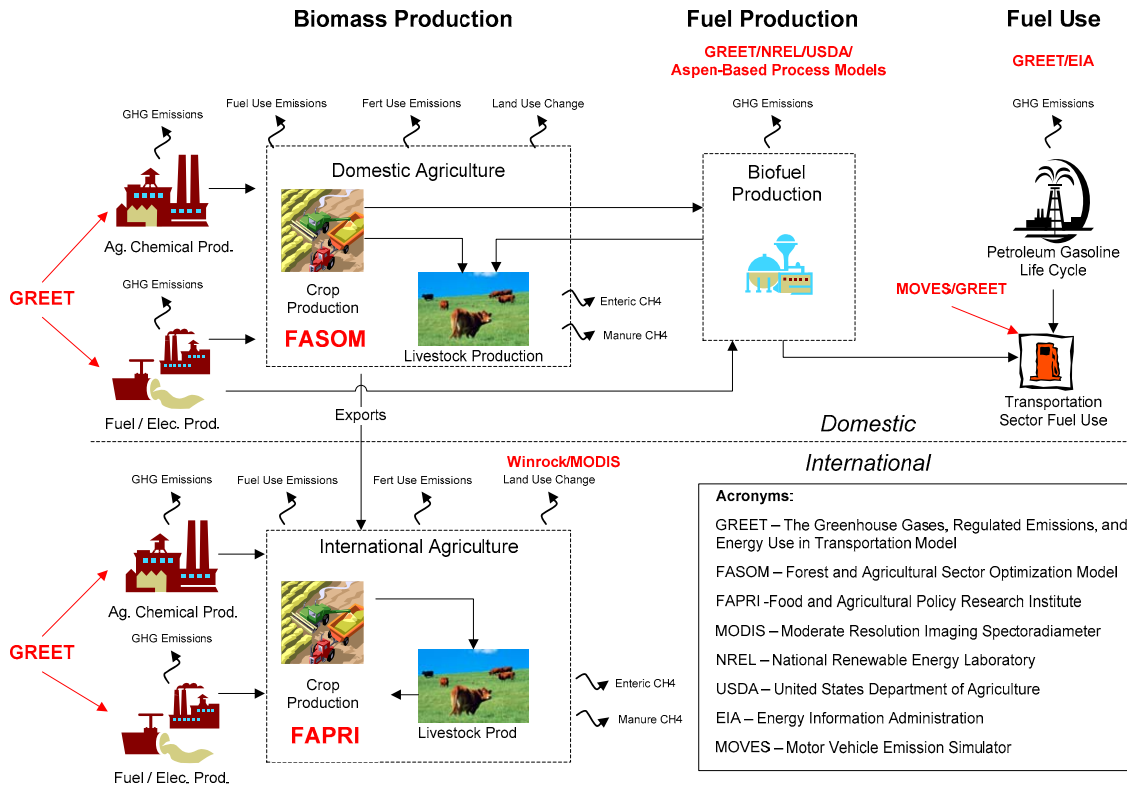 Biomass Production
Fuel Production
Fuel Use
GREET/NREL/USDA/
Aspen-Based Process Models
GREET/EIA
GHG Emissions
Fuel Use Emissions
Fert Use Emissions
Land Use Change
GHG Emissions
GHG Emissions
Domestic Agriculture
Biofuel
Production
Ag. Chemical Prod.
Petroleum Gasoline
Life Cycle
GREET
GHG Emissions
Crop
Production
FASOM
Livestock Production
Enteric CH4
Manure CH4
MOVES/GREET
Fuel / Elec. Prod.
Exports
Transportation
Sector Fuel Use
Domestic
International
Winrock/MODIS
GHG Emissions
Fuel Use Emissions
Fert Use Emissions
Land Use Change
International Agriculture
Ag. Chemical Prod.
GREET
GHG Emissions
Crop
Production
FAPRI
Livestock Prod
Enteric CH4
Manure CH4
Fuel / Elec. Prod.
Acronyms:
GREET – The Greenhouse Gases, Regulated Emissions, and
Energy Use in Transportation Model
FASOM – Forest and Agricultural Sector Optimization Model
FAPRI -Food and Agricultural Policy Research Institute
MODIS – Moderate Resolution Imaging Spectoradiameter
NREL – National Renewable Energy Laboratory
USDA – United States Department of Agriculture
EIA – Energy Information Administration
MOVES – Motor Vehicle Emission Simulator